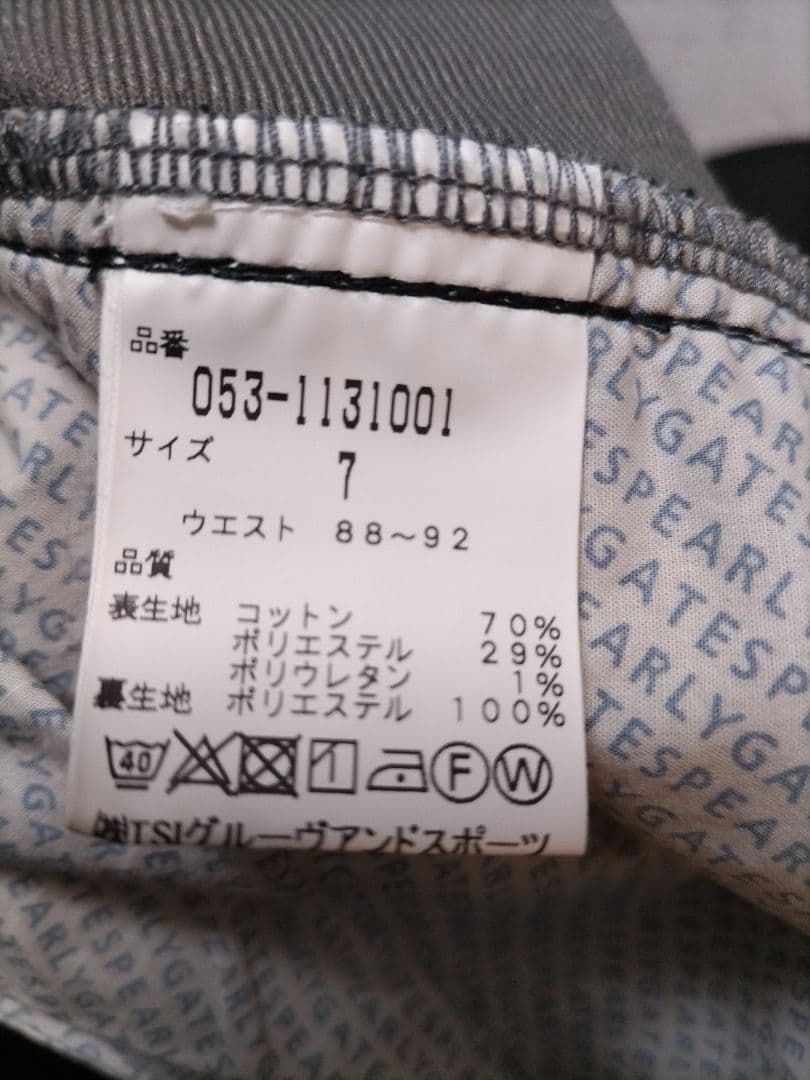 品番
053-1131001
サイズ
7
ウエスト 88～92
品質
表生地 コットン 70%
ポリエステル 29%
ポリウレタン 1%
裏生地 ポリエステル 100%
40 F W
㈱TSIグルーヴアンドスポーツ
PEARLYGATES